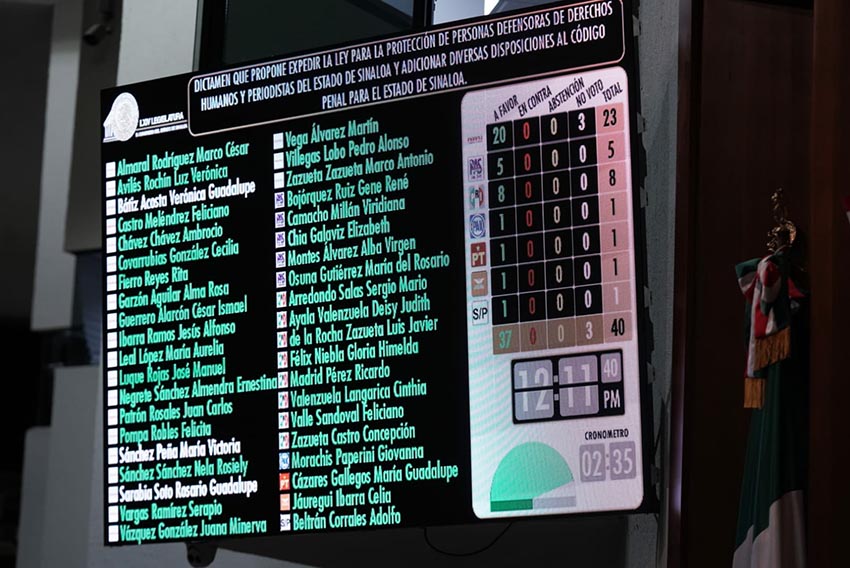 DICTAMEN QUE PROPONE EXPEDIR LA LEY PARA LA PROTECCIÓN DE PERSONAS DEFENSORAS DE DERECHOS
HUMANOS Y PERIODISTAS DEL ESTADO DE SINALOA Y ADICIONAR DIVERSAS DISPOSICIONES AL CÓDIGO
PENAL PARA EL ESTADO DE SINALOA.
LXIV LEGISLATURA
Almaral Rodríguez Marco César
Avilés Rochín Luz Verónica
Bátiz Acosta Verónica Guadalupe
Castro Meléndrez Feliciano
Chávez Chávez Ambrocio
Covarrubias González Cecilia
Fierro Reyes Rita
Garzón Aguilar Alma Rosa
Guerrero Alarcón César Ismael
Ibarra Ramos Jesús Alfonso
Leal López María Aurelia
Luque Rojas José Manuel
Negrete Sánchez Almendra Ernestina
Patrón Rosales Juan Carlos
Pompa Robles Felicita
Sánchez Peña María Victoria
Sánchez Sánchez Nela Rosiely
Sarabia Soto Rosario Guadalupe
Vargas Ramírez Serapio
Vázquez González Juana Minerva
Vega Álvarez Martín
Villegas Lobo Pedro Alonso
Zazueta Zazueta Marco Antonio
Bojórquez Ruiz Gene René
Camacho Millán Viridiana
Chia Galaviz Elizabeth
Montes Álvarez Alba Virgen
Osuna Gutiérrez María del Rosario
Arredondo Salas Sergio Mario
Ayala Valenzuela Deisy Judith
de la Rocha Zazueta Luis Javier
Félix Niebla Gloria Himelda
Madrid Pérez Ricardo
Valenzuela Langarica Cinthia
Valle Sandoval Feliciano
Zazueta Castro Concepción
Morachis Paperini Giovanna
PT Cázares Gallegos María Guadalupe
Jáuregui Ibarra Celia
S/P Beltrán Corrales Adolfo
A FAVOR EN CONTRA ABSTENCIÓN NO VOTO TOTAL
20 0 0 3 23
PAS 5 0 0 0 5
PRI 8 0 0 0 8
PAN 1 0 0 0 1
PT 1 0 0 0 1
1 0 0 0 1
S/P 1 0 0 0 1
37 0 0 3 40
12:11 40 PM
CRONOMETRO
02:35